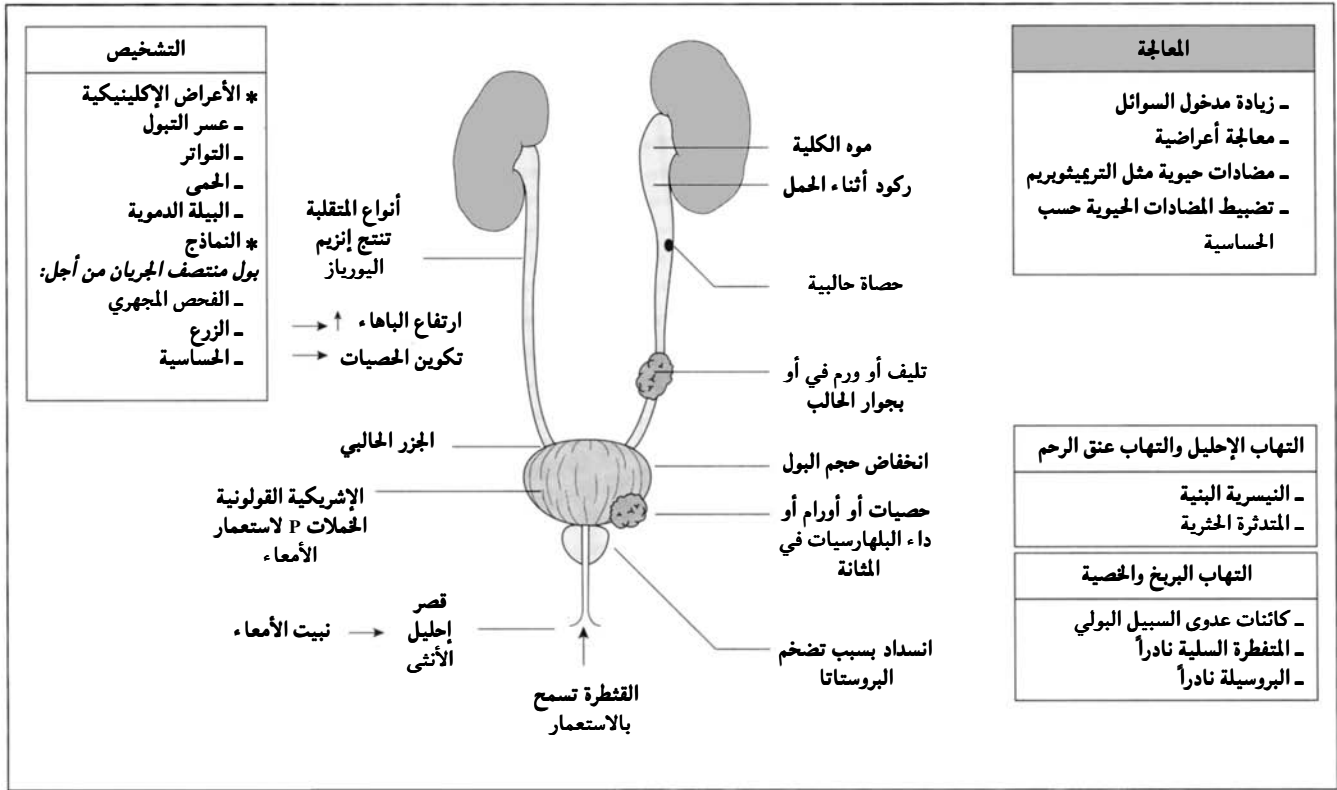 المعالجة
ـ زيادة مدخول السوائل
ـ معالجة أعراضية
ـ مضادات حيوية مثل التريميثوبريم
ـ تضبيط المضادات الحيوية حسب
الحساسية
التهاب الإحليل والتهاب عنق الرحم
ـ النيسرية البنية
ـ المتدثرة الحثرية
التهاب البربخ والخصية
ـ كائنات عدوى السبيل البولي
ـ المتفطرة السلية نادراً
ـ البروسيلة نادراً
موه الكلية
ركود أثناء الحمل
حصاة حالبية
تليف أو ورم في أو
بجوار الحالب
انخفاض حجم البول
حصيات أو أورام أو
داء البلهارسيات في
المثانة
انسداد بسبب تضخم
البروستاتا
القثطرة تسمح
بالاستعمار
أنواع المتقلبة
تنتج إنزيم
اليورياز
→ ↑ ارتفاع الباهاء
→ تكوين الحصيات
الجزر الحالبي
الإشريكية القولونية
الخملات P لاستعمار
الأمعاء
قصر
إحليل
الأنثى
نبيت الأمعاء →
التشخيص
* الأعراض الإكلينيكية
ـ عسر التبول
ـ التواتر
ـ الحمى
ـ البيلة الدموية
* النماذج
بول منتصف الجريان من أجل:
ـ الفحص المجهري
ـ الزرع
ـ الحساسية